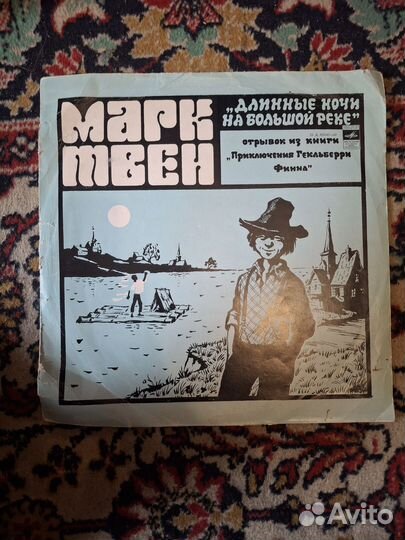 МАРК
ТВЕН
„ДЛИННЫЕ НОЧИ
НА БОЛЬШОЙ РЕКЕ"
ОТРЫВОК ИЗ КНИГИ
„ПРИКЛЮЧЕНИЯ ГЕКЛЬБЕРРИ
ФИННА"
Avito